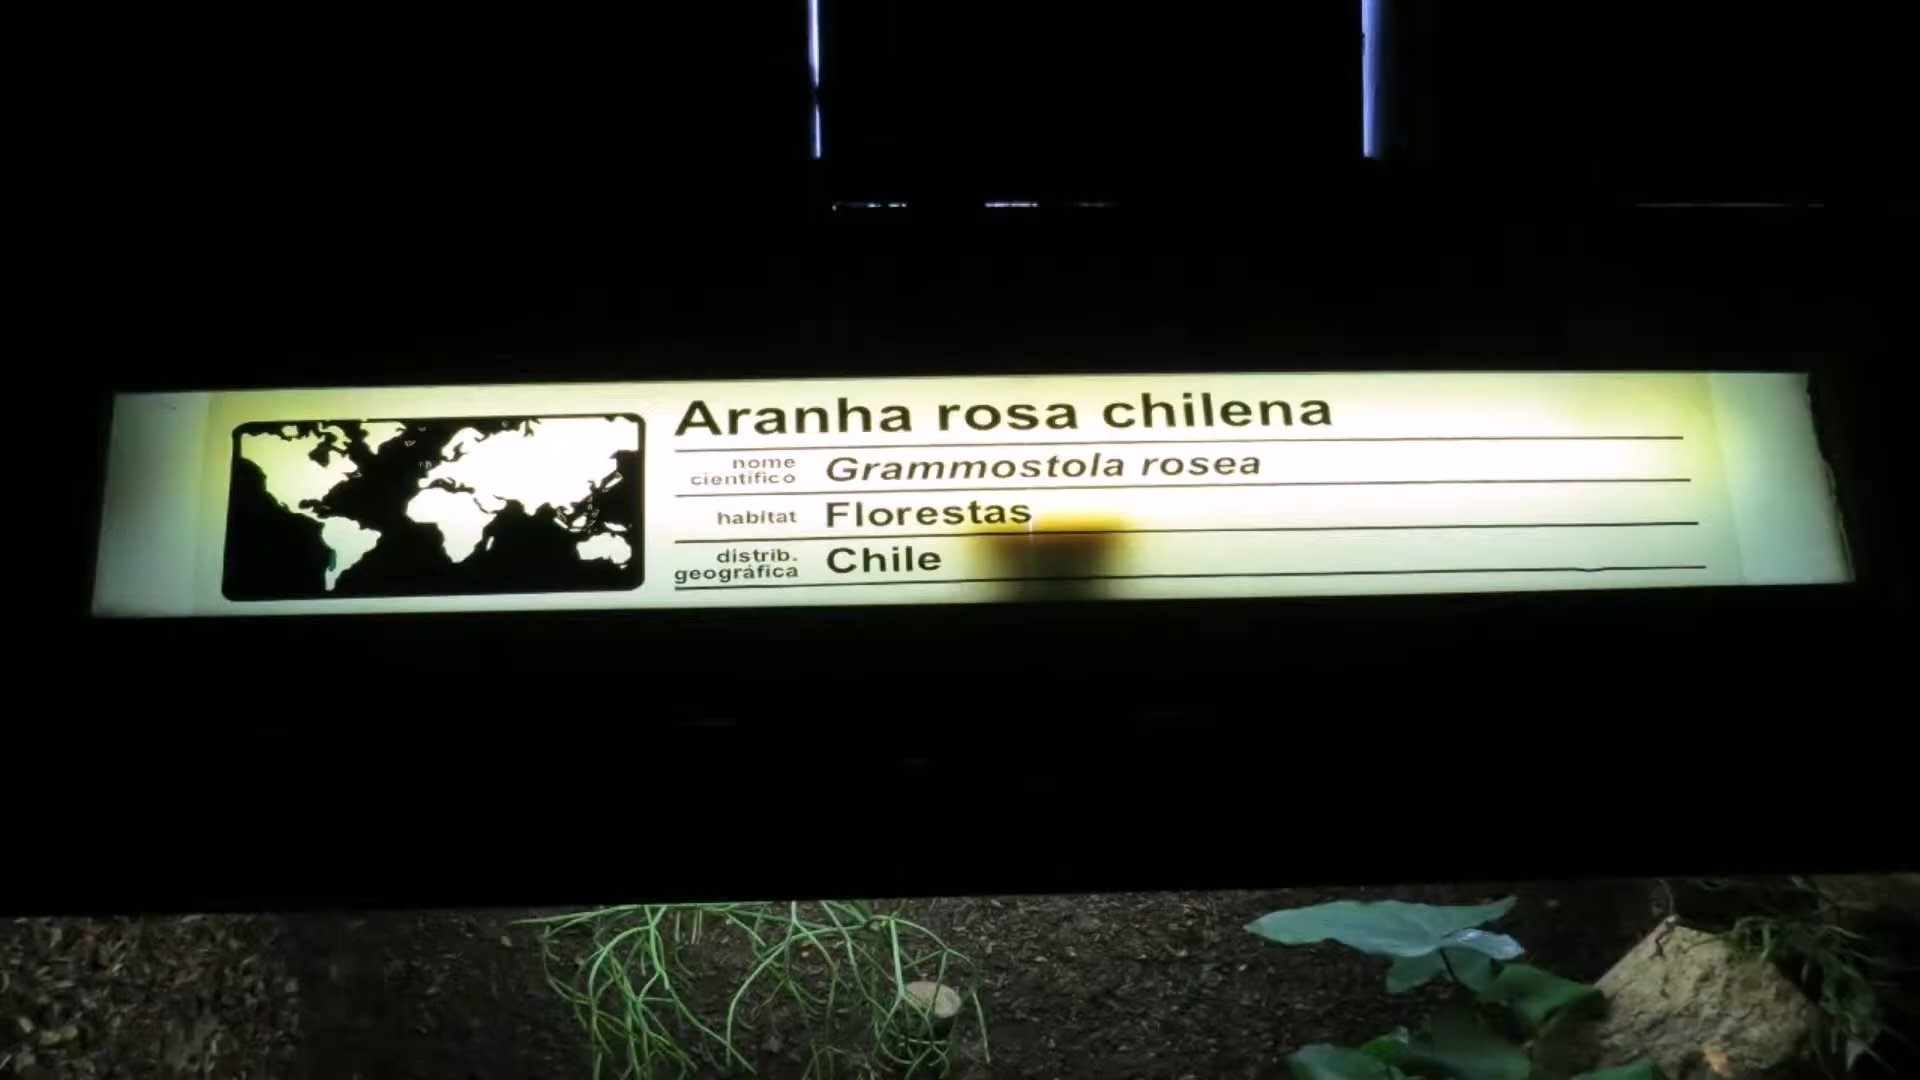 Aranha rosa chilena
nome
científico
Grammostola rosea
habitat
Florestas
distrib.
geográfica
Chile